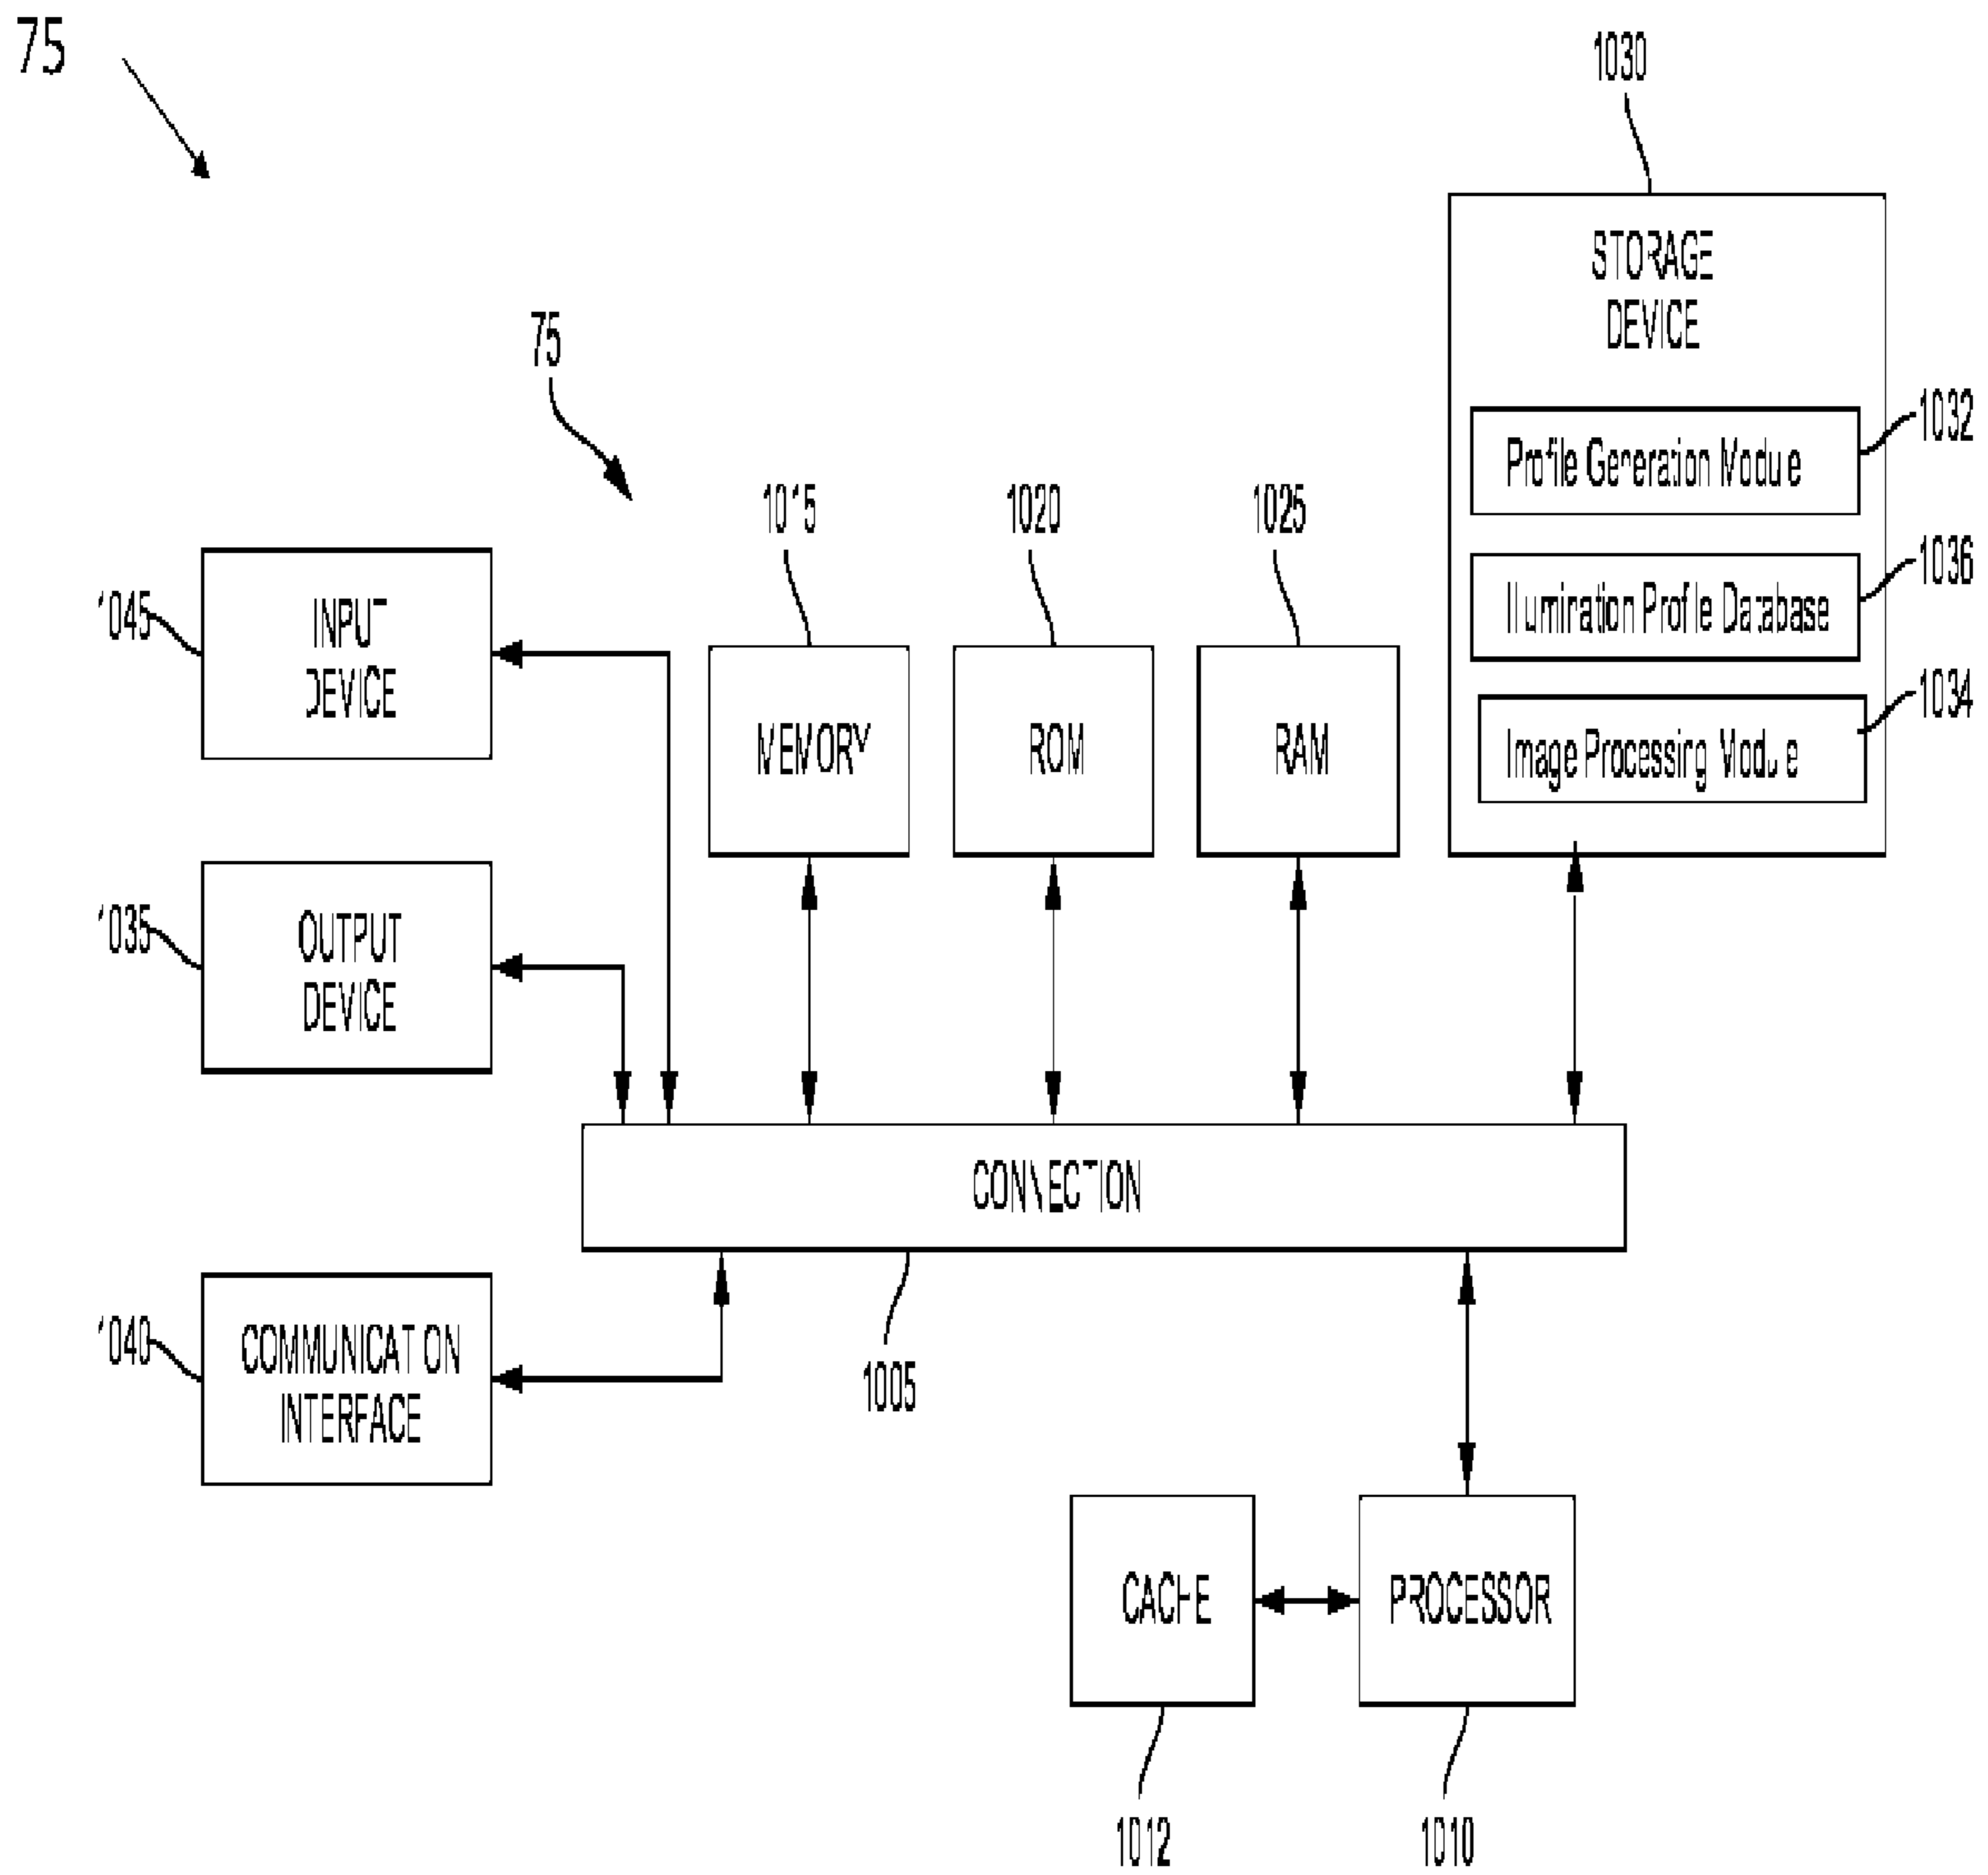 75
1030
STORAGE
DEVICE
75
1032
Profile Generation Module
1015
1020
1025
1036
Illumination Profile Database
1045
INPUT
DEVICE
1034
MEMORY
ROM
RAM
Image Processing Module
1035
OUTPUT
DEVICE
CONNECTION
1040
COMMUNICATION
INTERFACE
1005
CACHE
PROCESSOR
1012
1010